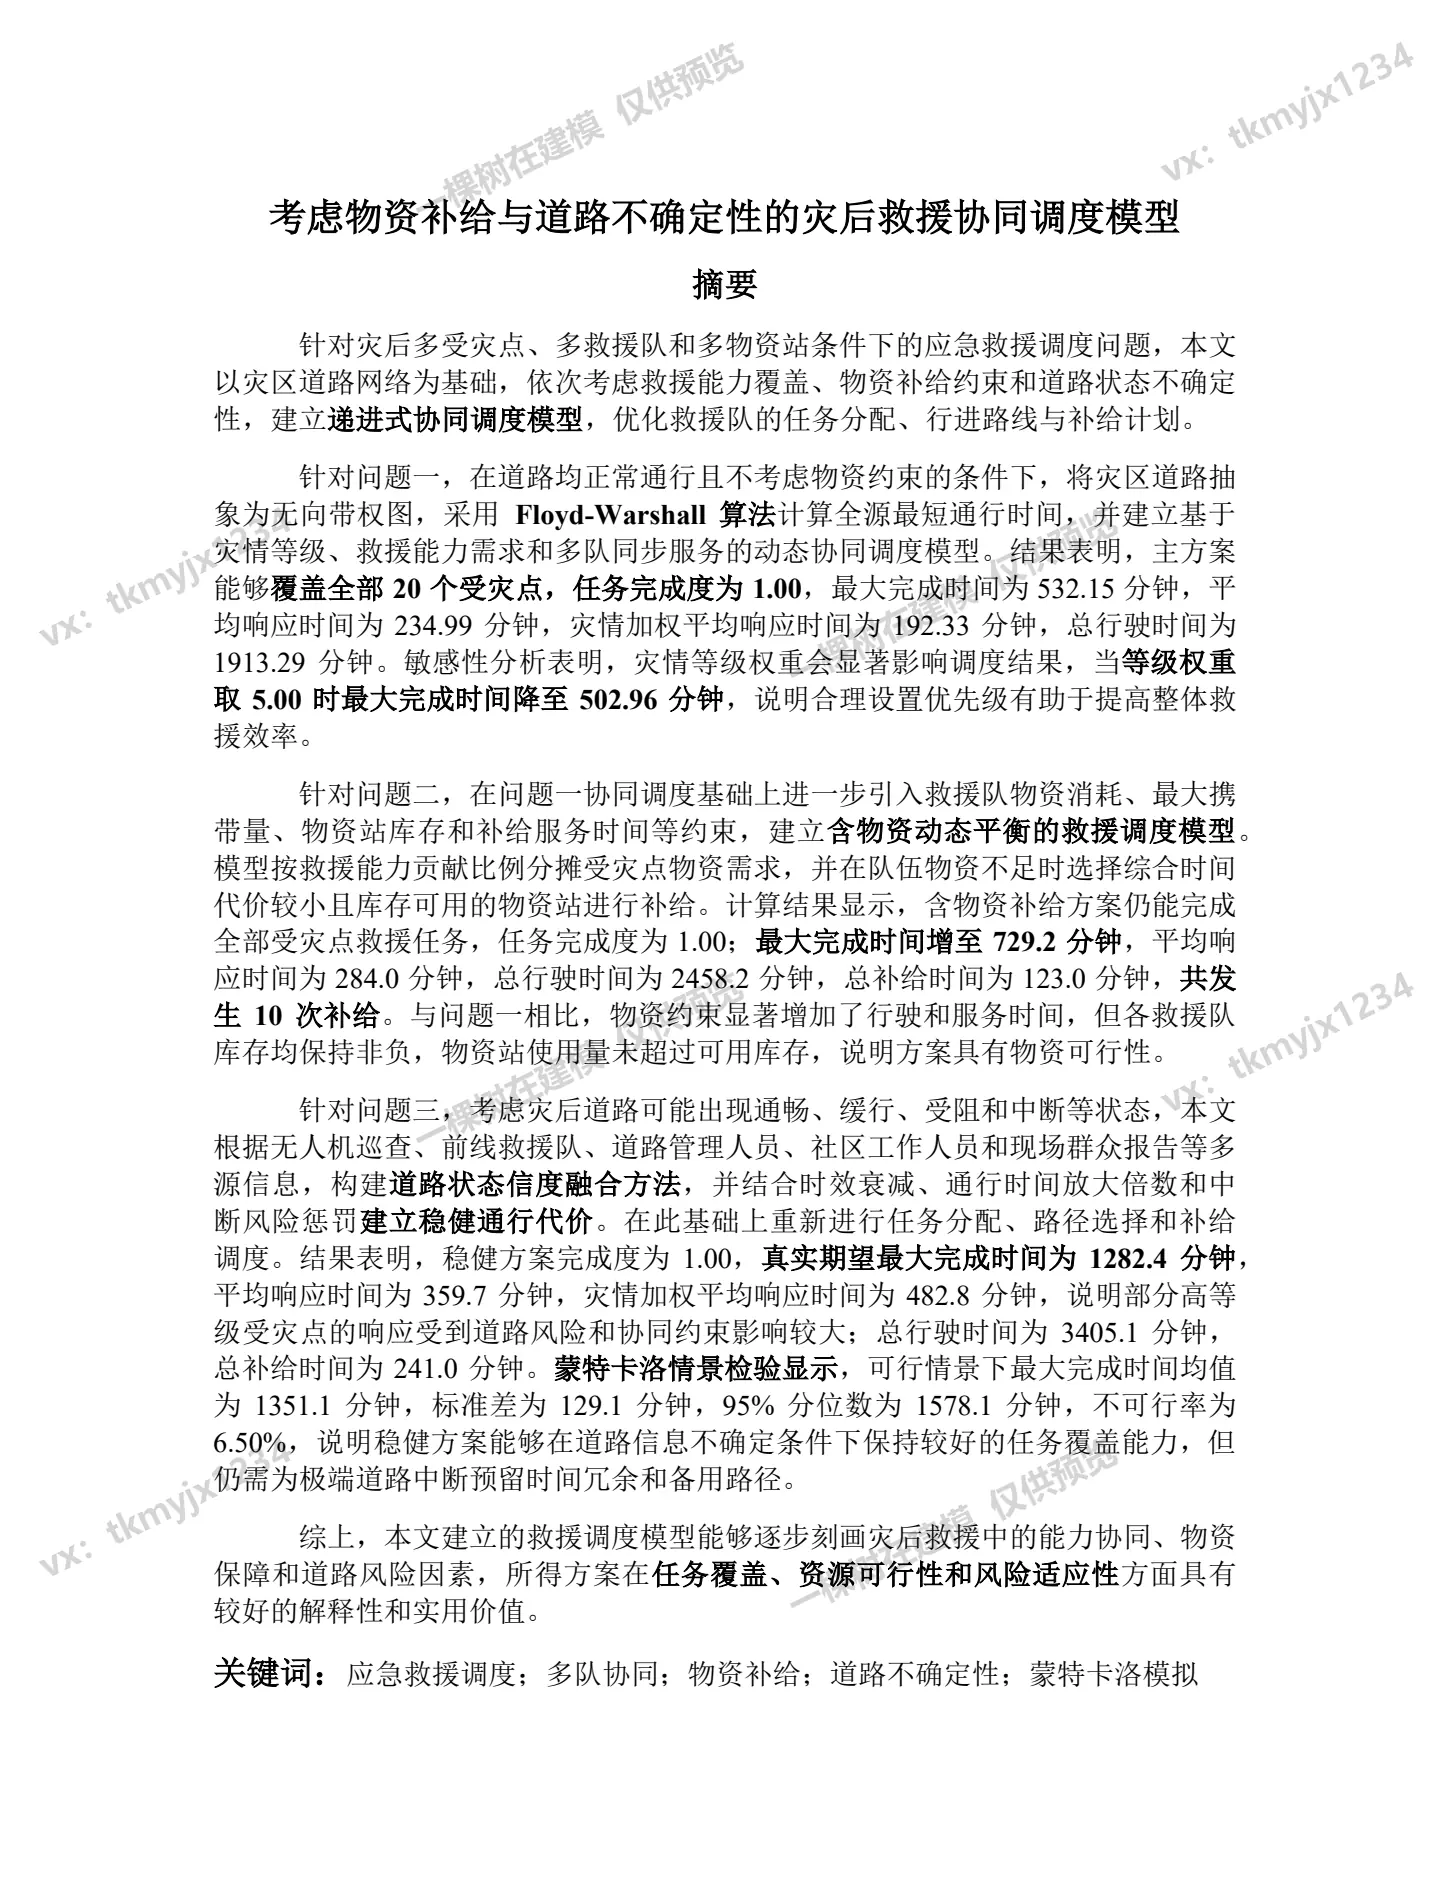 一棵树在建模 仅供预览
vx: tkmyjx1234
考虑物资补给与道路不确定性的灾后救援协同调度模型
摘要
针对灾后多受灾点、多救援队和多物资站条件下的应急救援调度问题，本文
以灾区道路网络为基础，依次考虑救援能力覆盖、物资补给约束和道路状态不确定
性，建立递进式协同调度模型，优化救援队的任务分配、行进路线与补给计划。
针对问题一，在道路均正常通行且不考虑物资约束的条件下，将灾区道路抽
象为无向带权图，采用 Floyd-Warshall 算法计算全源最短通行时间，并建立基于
灾情等级、救援能力需求和多队同步服务的动态协同调度模型。结果表明，主方案
能够覆盖全部 20 个受灾点，任务完成度为 1.00，最大完成时间为 532.15 分钟，平
均响应时间为 234.99 分钟，灾情加权平均响应时间为 192.33 分钟，总行驶时间为
1913.29 分钟。敏感性分析表明，灾情等级权重会显著影响调度结果，当等级权重
取 5.00 时最大完成时间降至 502.96 分钟，说明合理设置优先级有助于提高整体救
援效率。
vx: tkmyjx1234
一棵树在建模 仅供预览
针对问题二，在问题一协同调度基础上进一步引入救援队物资消耗、最大携
带量、物资站库存和补给服务时间等约束，建立含物资动态平衡的救援调度模型。
模型按救援能力贡献比例分摊受灾点物资需求，并在队伍物资不足时选择综合时间
代价较小且库存可用的物资站进行补给。计算结果显示，含物资补给方案仍能完成
全部受灾点救援任务，任务完成度为 1.00；最大完成时间增至 729.2 分钟，平均响
应时间为 284.0 分钟，总行驶时间为 2458.2 分钟，总补给时间为 123.0 分钟，共发
生 10 次补给。与问题一相比，物资约束显著增加了行驶和服务时间，但各救援队
库存均保持非负，物资站使用量未超过可用库存，说明方案具有物资可行性。
一棵树在建模 仅供预览
vx: tkmyjx1234
针对问题三，考虑灾后道路可能出现通畅、缓行、受阻和中断等状态，本文
根据无人机巡查、前线救援队、道路管理人员、社区工作人员和现场群众报告等多
源信息，构建道路状态信度融合方法，并结合时效衰减、通行时间放大倍数和中
断风险惩罚建立稳健通行代价。在此基础上重新进行任务分配、路径选择和补给
调度。结果表明，稳健方案完成度为 1.00，真实期望最大完成时间为 1282.4 分钟，
平均响应时间为 359.7 分钟，灾情加权平均响应时间为 482.8 分钟，说明部分高等
级受灾点的响应受到道路风险和协同约束影响较大；总行驶时间为 3405.1 分钟，
总补给时间为 241.0 分钟。蒙特卡洛情景检验显示，可行情景下最大完成时间均值
为 1351.1 分钟，标准差为 129.1 分钟，95% 分位数为 1578.1 分钟，不可行率为
6.50%，说明稳健方案能够在道路信息不确定条件下保持较好的任务覆盖能力，但
仍需为极端道路中断预留时间冗余和备用路径。
vx: tkmyjx1234
一棵树在建模 仅供预览
综上，本文建立的救援调度模型能够逐步刻画灾后救援中的能力协同、物资
保障和道路风险因素，所得方案在任务覆盖、资源可行性和风险适应性方面具有
较好的解释性和实用价值。
关键词：应急救援调度；多队协同；物资补给；道路不确定性；蒙特卡洛模拟